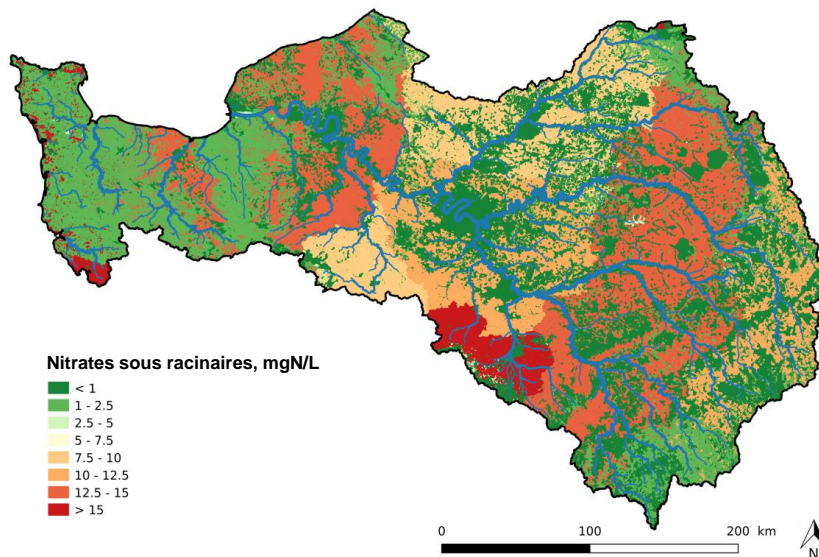 Nitrates sous racinaires, mgN/L
< 1
1 - 2.5
2.5 - 5
5 - 7.5
7.5 - 10
10 - 12.5
12.5 - 15
> 15
0 100 200 km
N